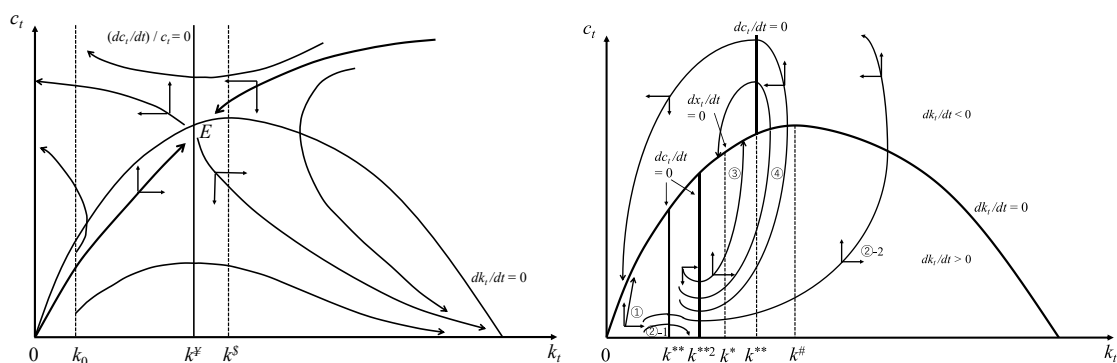 c_t
(dc_t/dt) / c_t = 0
E
dk_t/dt = 0
0
k_0
k^¥
k^$
k_t
c_t
dc_t/dt = 0
dx_t/dt
= 0
dk_t/dt < 0
dc_t/dt
= 0
③
④
dk_t/dt = 0
②-2
dk_t/dt > 0
①
②-1
0
k^**
k^**2
k^*
k^**
k^#
k_t